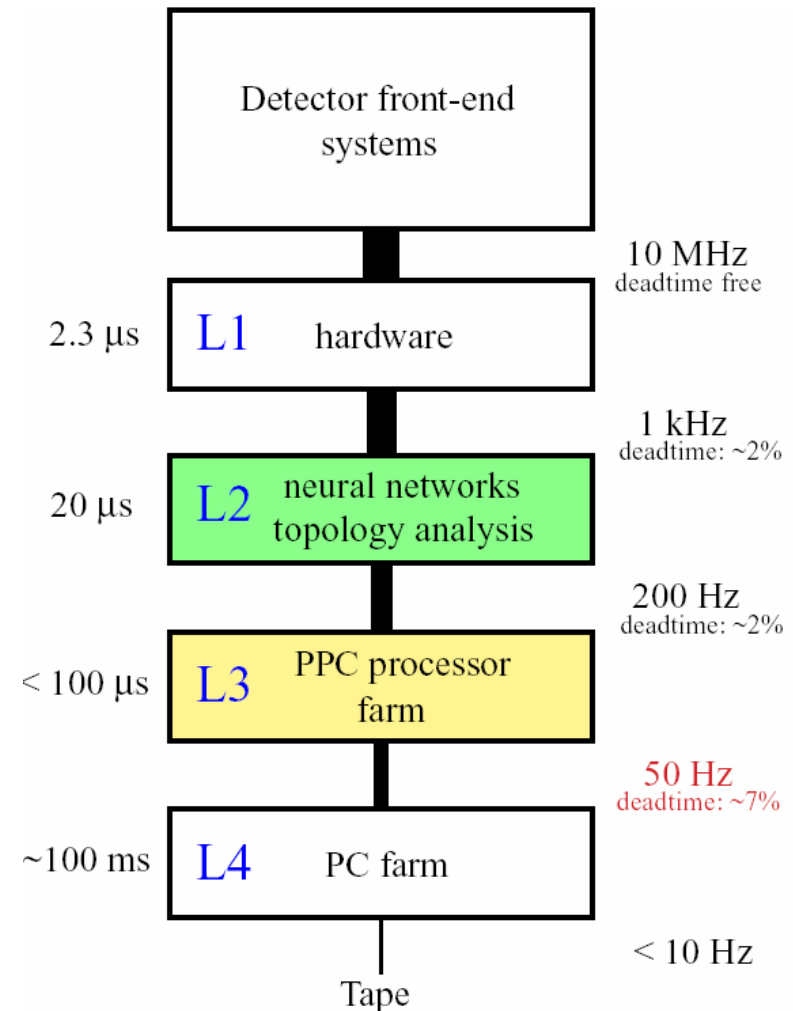 Detector front-end
systems
10 MHz
deadtime free
2.3 μs
L1 hardware
1 kHz
deadtime: ~2%
20 μs
L2 neural networks
topology analysis
200 Hz
deadtime: ~2%
< 100 μs
L3 PPC processor
farm
50 Hz
deadtime: ~7%
~100 ms
L4 PC farm
< 10 Hz
Tape